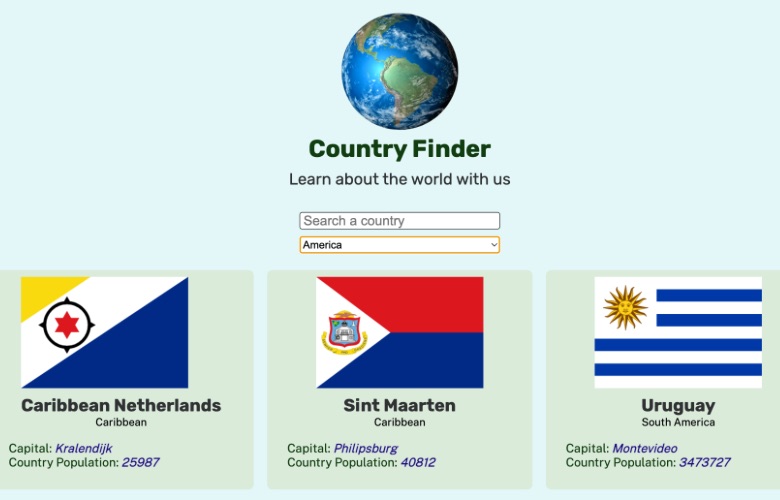 Country Finder
Learn about the world with us
Search a country
America
Caribbean Netherlands
Caribbean
Capital: Kralendijk
Country Population: 25987
Sint Maarten
Caribbean
Capital: Philipsburg
Country Population: 40812
Uruguay
South America
Capital: Montevideo
Country Population: 3473727